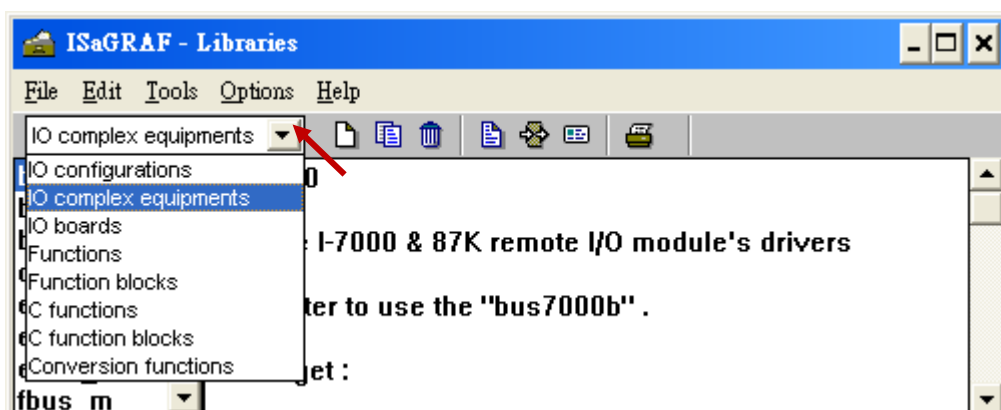 ISaGRAF - Libraries
File Edit Tools Options Help
IO complex equipments
IO configurations
IO complex equipments
IO boards
Functions
Function blocks
C functions
C function blocks
Conversion functions
fbus_m
0
I-7000 & 87K remote I/O module's drivers
ter to use the "bus7000b" .
get :